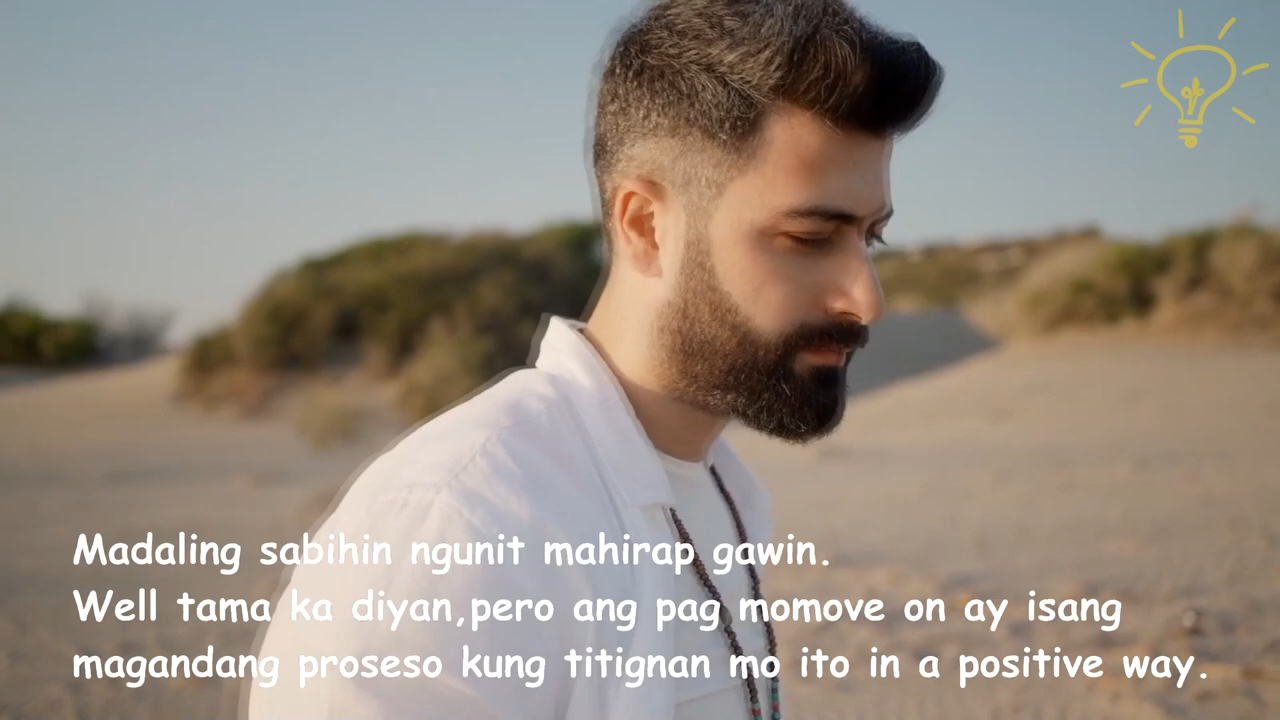 Madaling sabihin ngunit mahirap gawin.
Well tama ka diyan,pero ang pag momove on ay isang
magandang proseso kung titignan mo ito in a positive way.